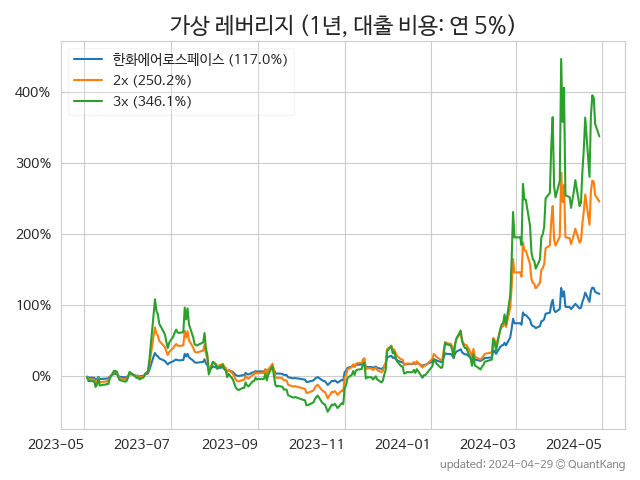 가상 레버리지 (1년, 대출 비용: 연 5%)
한화에어로스페이스 (117.0%)
2x (250.2%)
3x (346.1%)
400%
300%
200%
100%
0%
2023-05 2023-07 2023-09 2023-11 2024-01 2024-03 2024-05
updated: 2024-04-29 © QuantKang